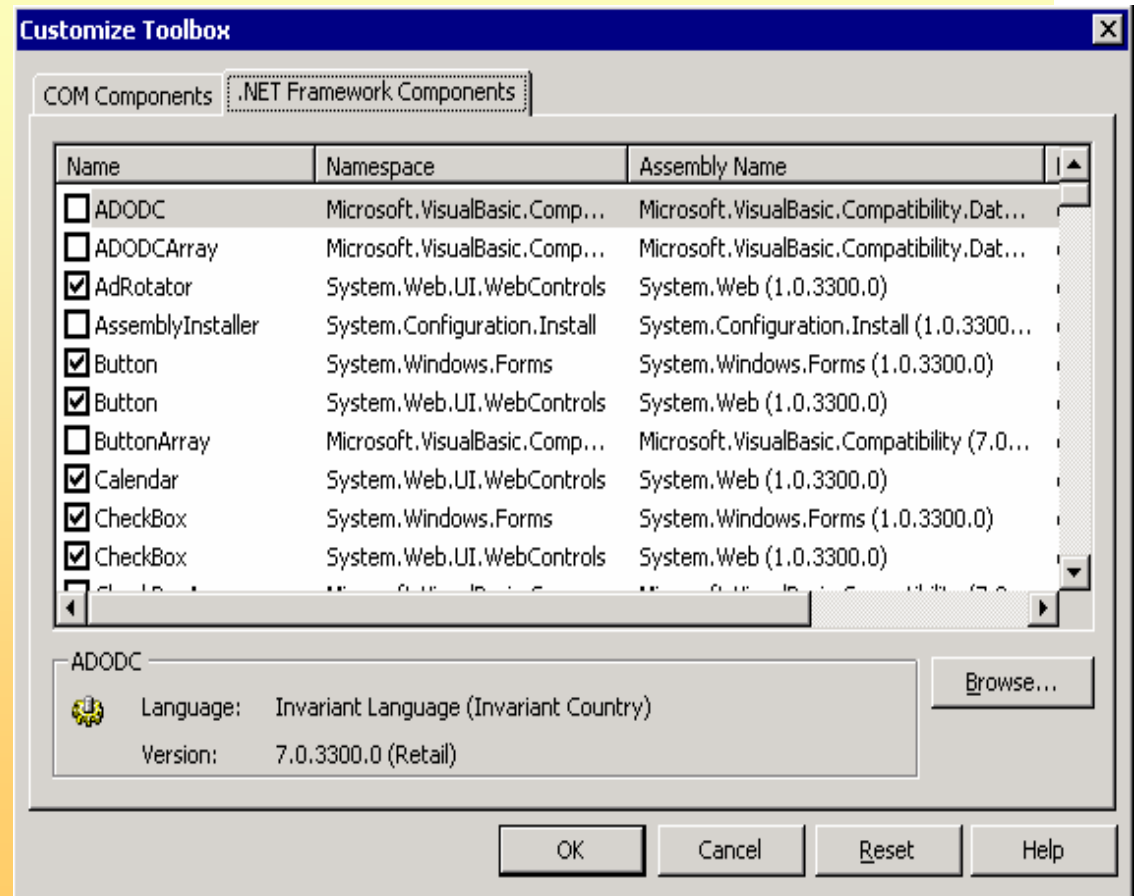 Customize Toolbox
COM Components .NET Framework Components
Name Namespace Assembly Name
ADODC Microsoft.VisualBasic.Comp... Microsoft.VisualBasic.Compatibility.Dat...
ADODCArray Microsoft.VisualBasic.Comp... Microsoft.VisualBasic.Compatibility.Dat...
AdRotator System.Web.UI.WebControls System.Web (1.0.3300.0)
AssemblyInstaller System.Configuration.Install System.Configuration.Install (1.0.3300...
Button System.Windows.Forms System.Windows.Forms (1.0.3300.0)
Button System.Web.UI.WebControls System.Web (1.0.3300.0)
ButtonArray Microsoft.VisualBasic.Comp... Microsoft.VisualBasic.Compatibility (7.0...
Calendar System.Web.UI.WebControls System.Web (1.0.3300.0)
CheckBox System.Windows.Forms System.Windows.Forms (1.0.3300.0)
CheckBox System.Web.UI.WebControls System.Web (1.0.3300.0)
ADODC
Browse...
Language: Invariant Language (Invariant Country)
Version: 7.0.3300.0 (Retail)
OK Cancel Reset Help